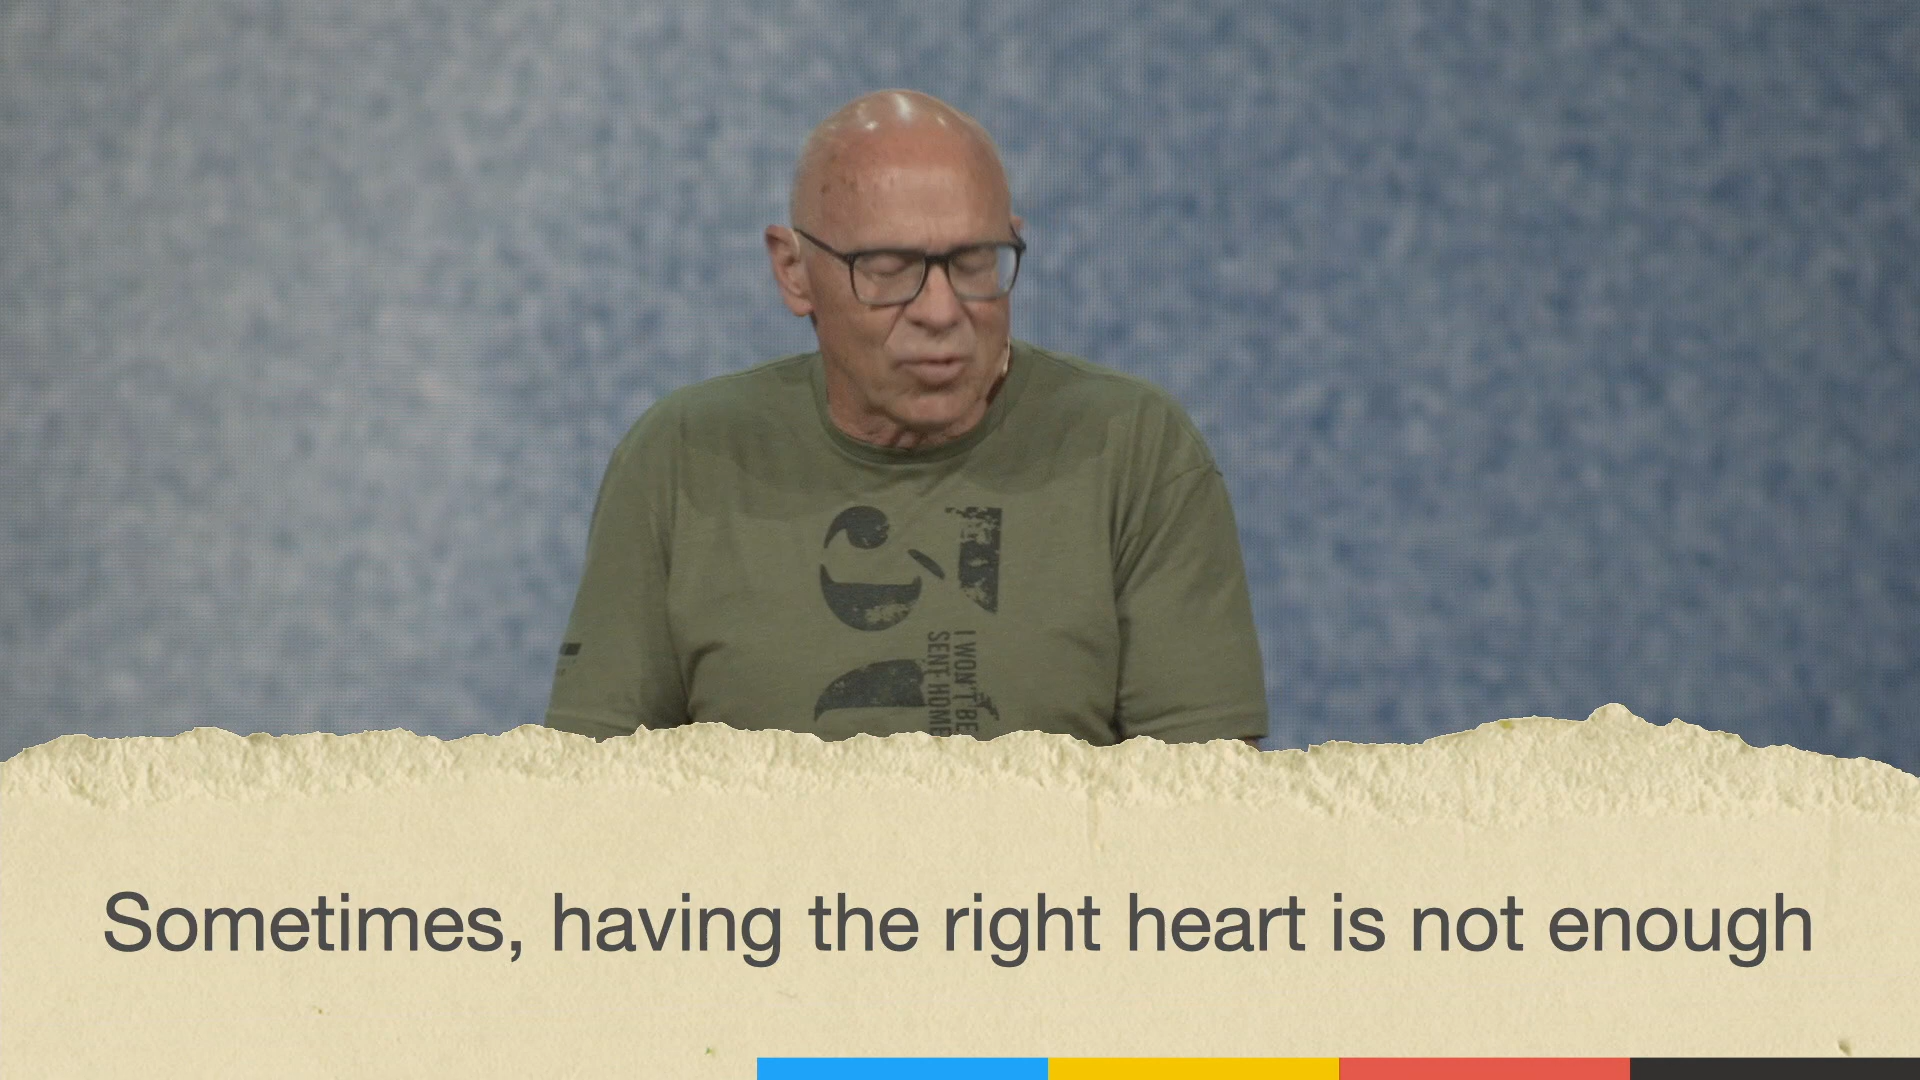 I WON'T BE
SENT HOME
Sometimes, having the right heart is not enough